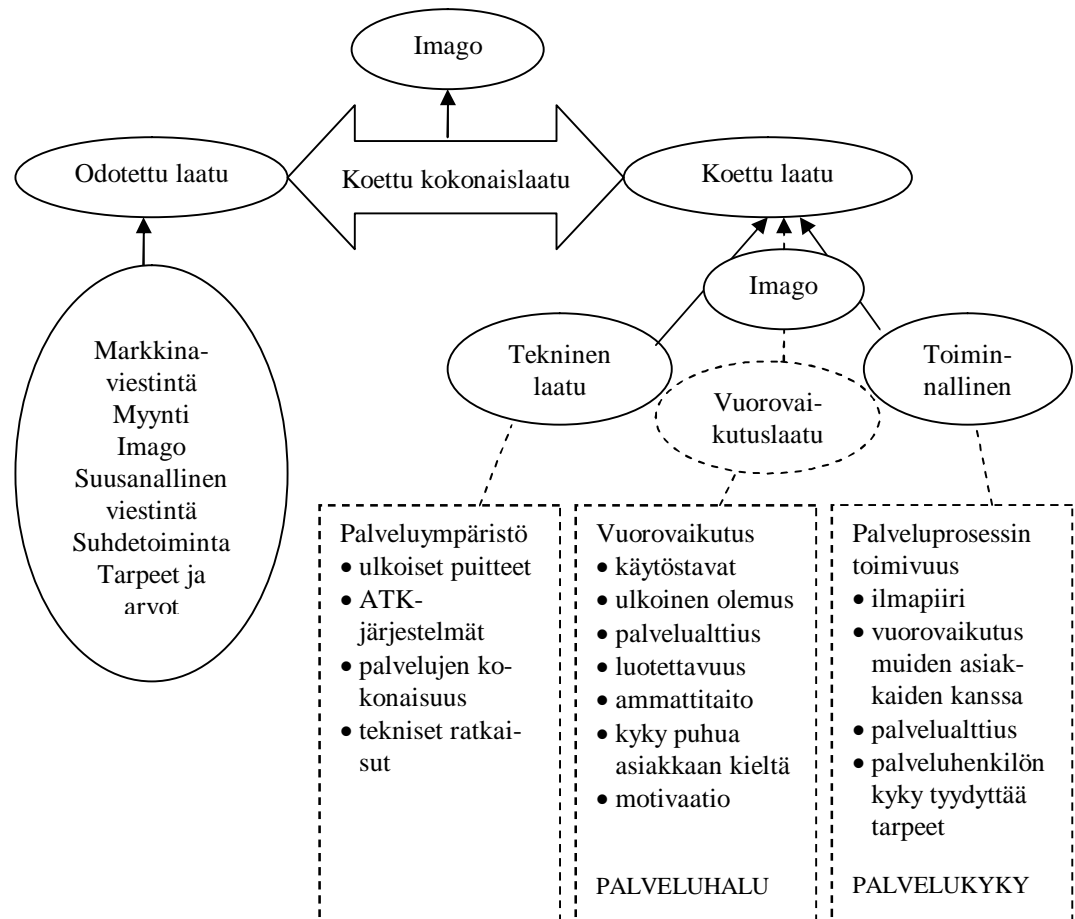 Imago
Odotettu laatu
Koettu kokonaislaatu
Koettu laatu
Imago
Tekninen
laatu
Vuorovai-
kutuslaatu
Toimin-
nallinen
Markkina-
viestintä
Myynti
Imago
Suusanallinen
viestintä
Suhdetoiminta
Tarpeet ja
arvot
Palveluympäristö
• ulkoiset puitteet
• ATK-
järjestelmät
• palvelujen ko-
konaisuus
• tekniset ratkai-
sut
Vuorovaikutus
• käytöstavat
• ulkoinen olemus
• palvelualttius
• luotettavuus
• ammattitaito
• kyky puhua
asiakkaan kieltä
• motivaatio
PALVELUHALU
Palveluprosessin
toimivuus
• ilmapiiri
• vuorovaikutus
muiden asiak-
kaiden kanssa
• palvelualttius
• palveluhenkilön
kyky tyydyttää
tarpeet
PALVELUKYKY